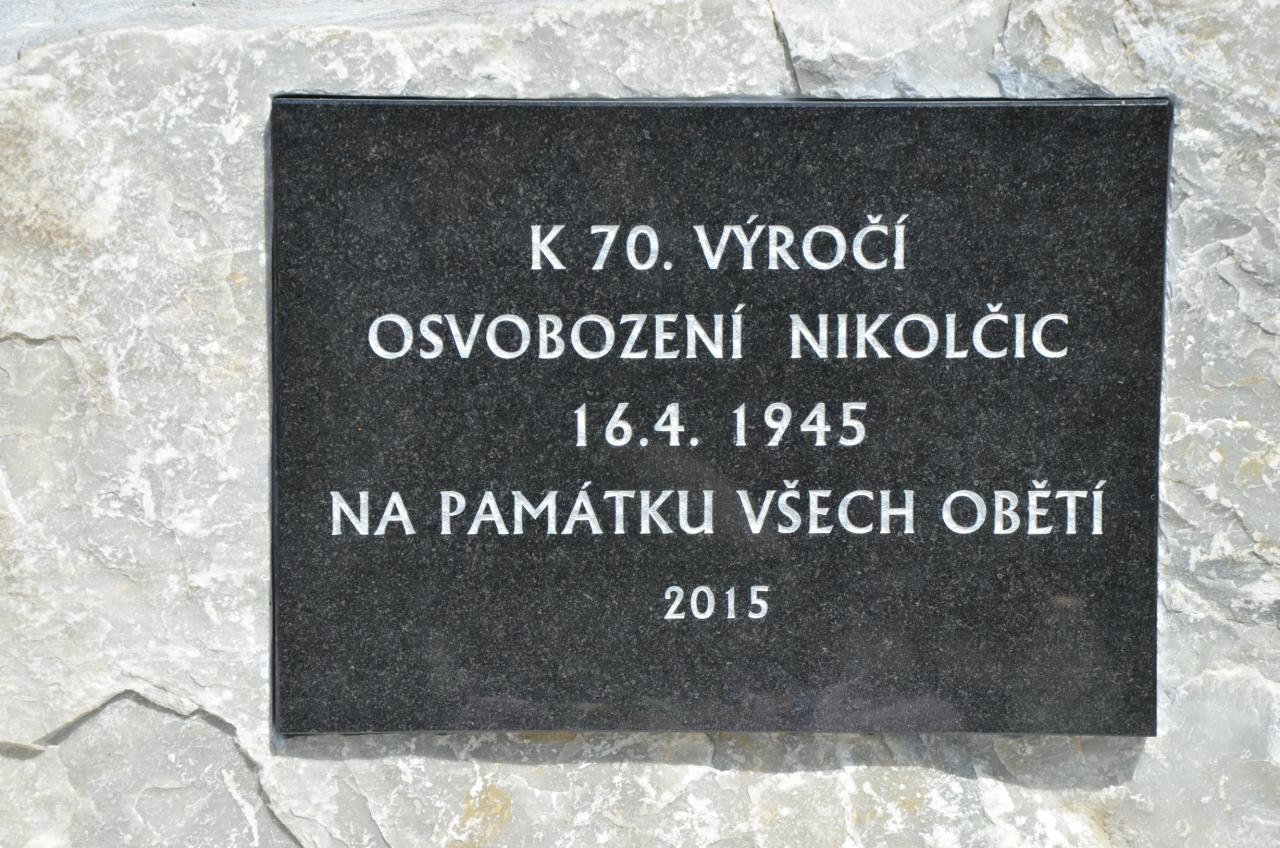 K 70. VÝROČÍ
OSVOBOZENÍ NIKOLČIC
16.4. 1945
NA PAMÁTKU VŠECH OBĚTÍ
2015